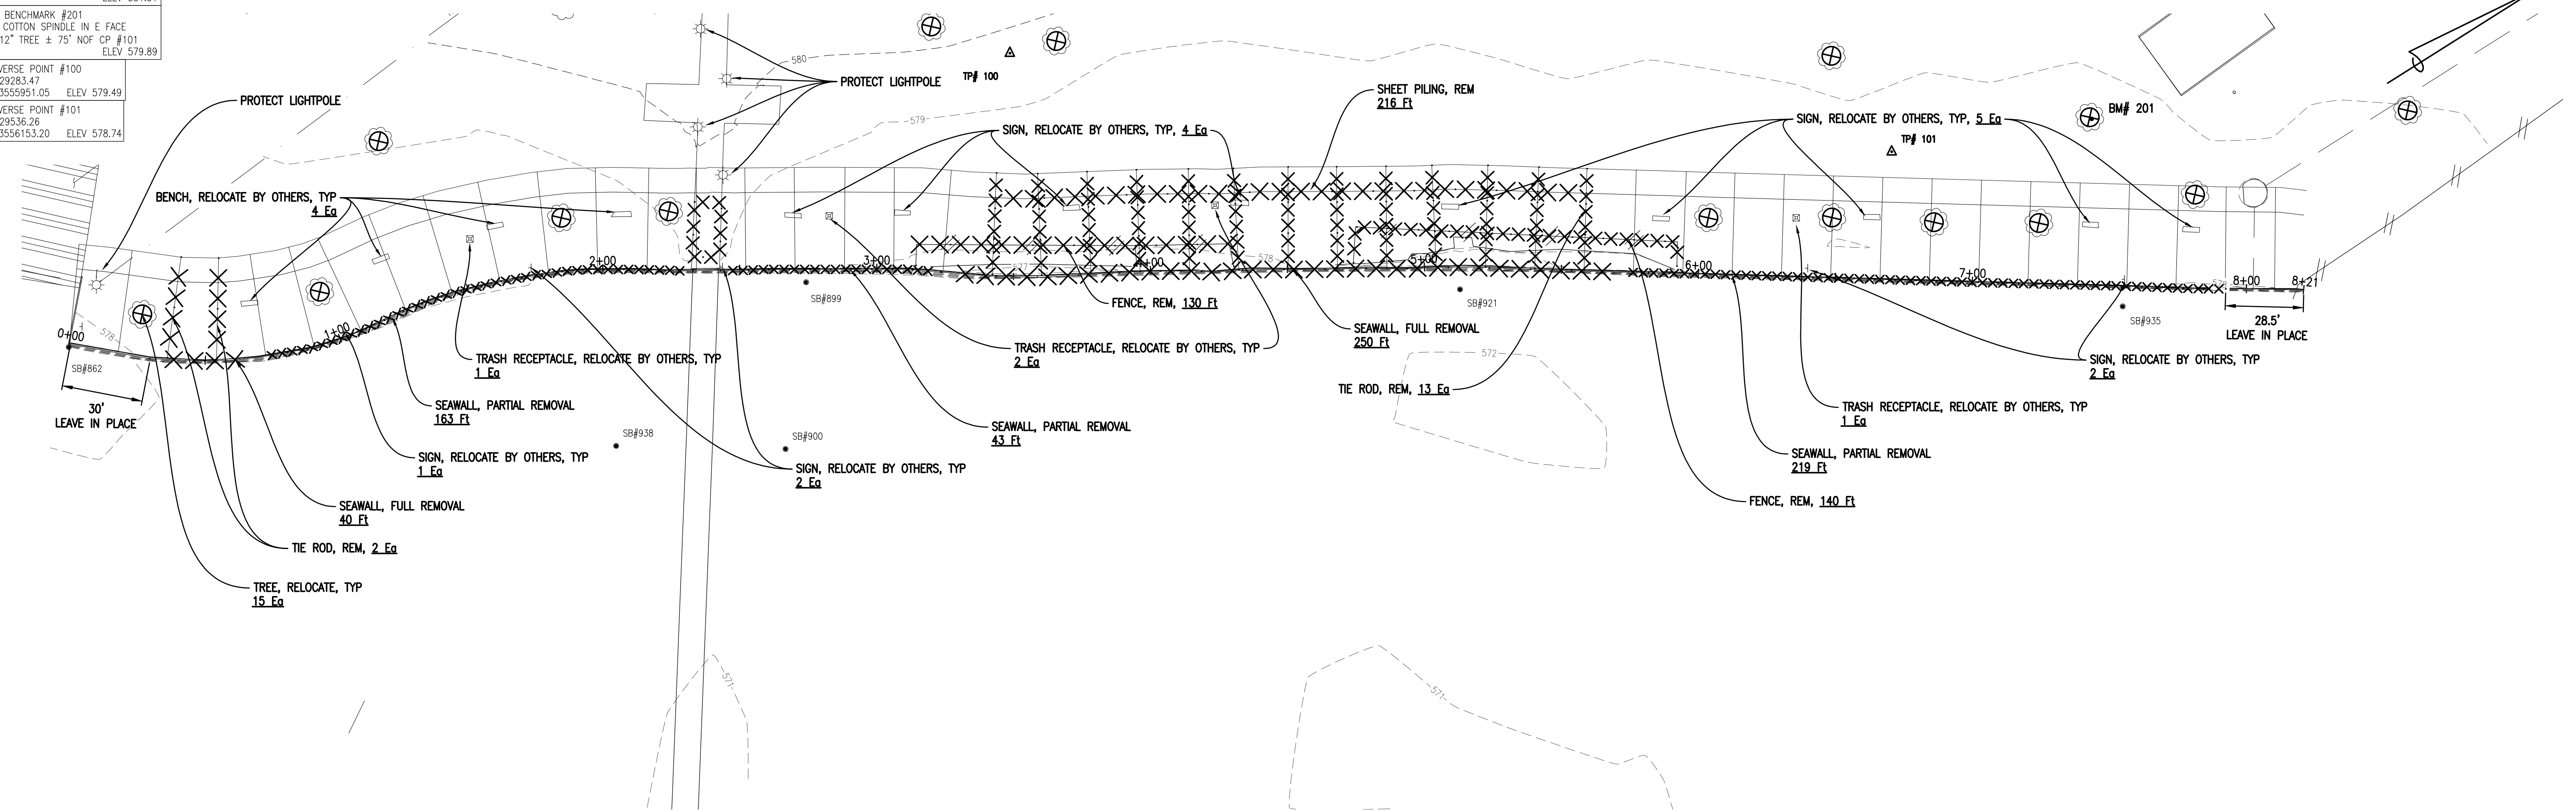 BENCHMARK #201
COTTON SPINDLE IN E FACE
12" TREE ± 75' NOF CP #101
ELEV 579.89
VERSE POINT #100
29283.47
3555951.05 ELEV 579.49
VERSE POINT #101
29536.26
3556153.20 ELEV 578.74
PROTECT LIGHTPOLE
PROTECT LIGHTPOLE
580
TP# 100
579
SHEET PILING, REM
216 Ft
SIGN, RELOCATE BY OTHERS, TYP, 4 Ea
SIGN, RELOCATE BY OTHERS, TYP, 5 Ea
BM# 201
TP# 101
BENCH, RELOCATE BY OTHERS, TYP
4 Ea
0+00
1+00
2+00
3+00
4+00
5+00
6+00
7+00
8+00
8+21
578
577
578
578
SB#862
SB#899
SB#921
SB#935
SB#938
SB#900
30'
LEAVE IN PLACE
28.5'
LEAVE IN PLACE
FENCE, REM, 130 Ft
SEAWALL, FULL REMOVAL
250 Ft
TRASH RECEPTACLE, RELOCATE BY OTHERS, TYP
1 Ea
TRASH RECEPTACLE, RELOCATE BY OTHERS, TYP
2 Ea
572
SIGN, RELOCATE BY OTHERS, TYP
2 Ea
TIE ROD, REM, 13 Ea
SEAWALL, PARTIAL REMOVAL
163 Ft
TRASH RECEPTACLE, RELOCATE BY OTHERS, TYP
1 Ea
SEAWALL, PARTIAL REMOVAL
43 Ft
SIGN, RELOCATE BY OTHERS, TYP
1 Ea
SIGN, RELOCATE BY OTHERS, TYP
2 Ea
SEAWALL, PARTIAL REMOVAL
219 Ft
FENCE, REM, 140 Ft
SEAWALL, FULL REMOVAL
40 Ft
TIE ROD, REM, 2 Ea
TREE, RELOCATE, TYP
15 Ea
571
571